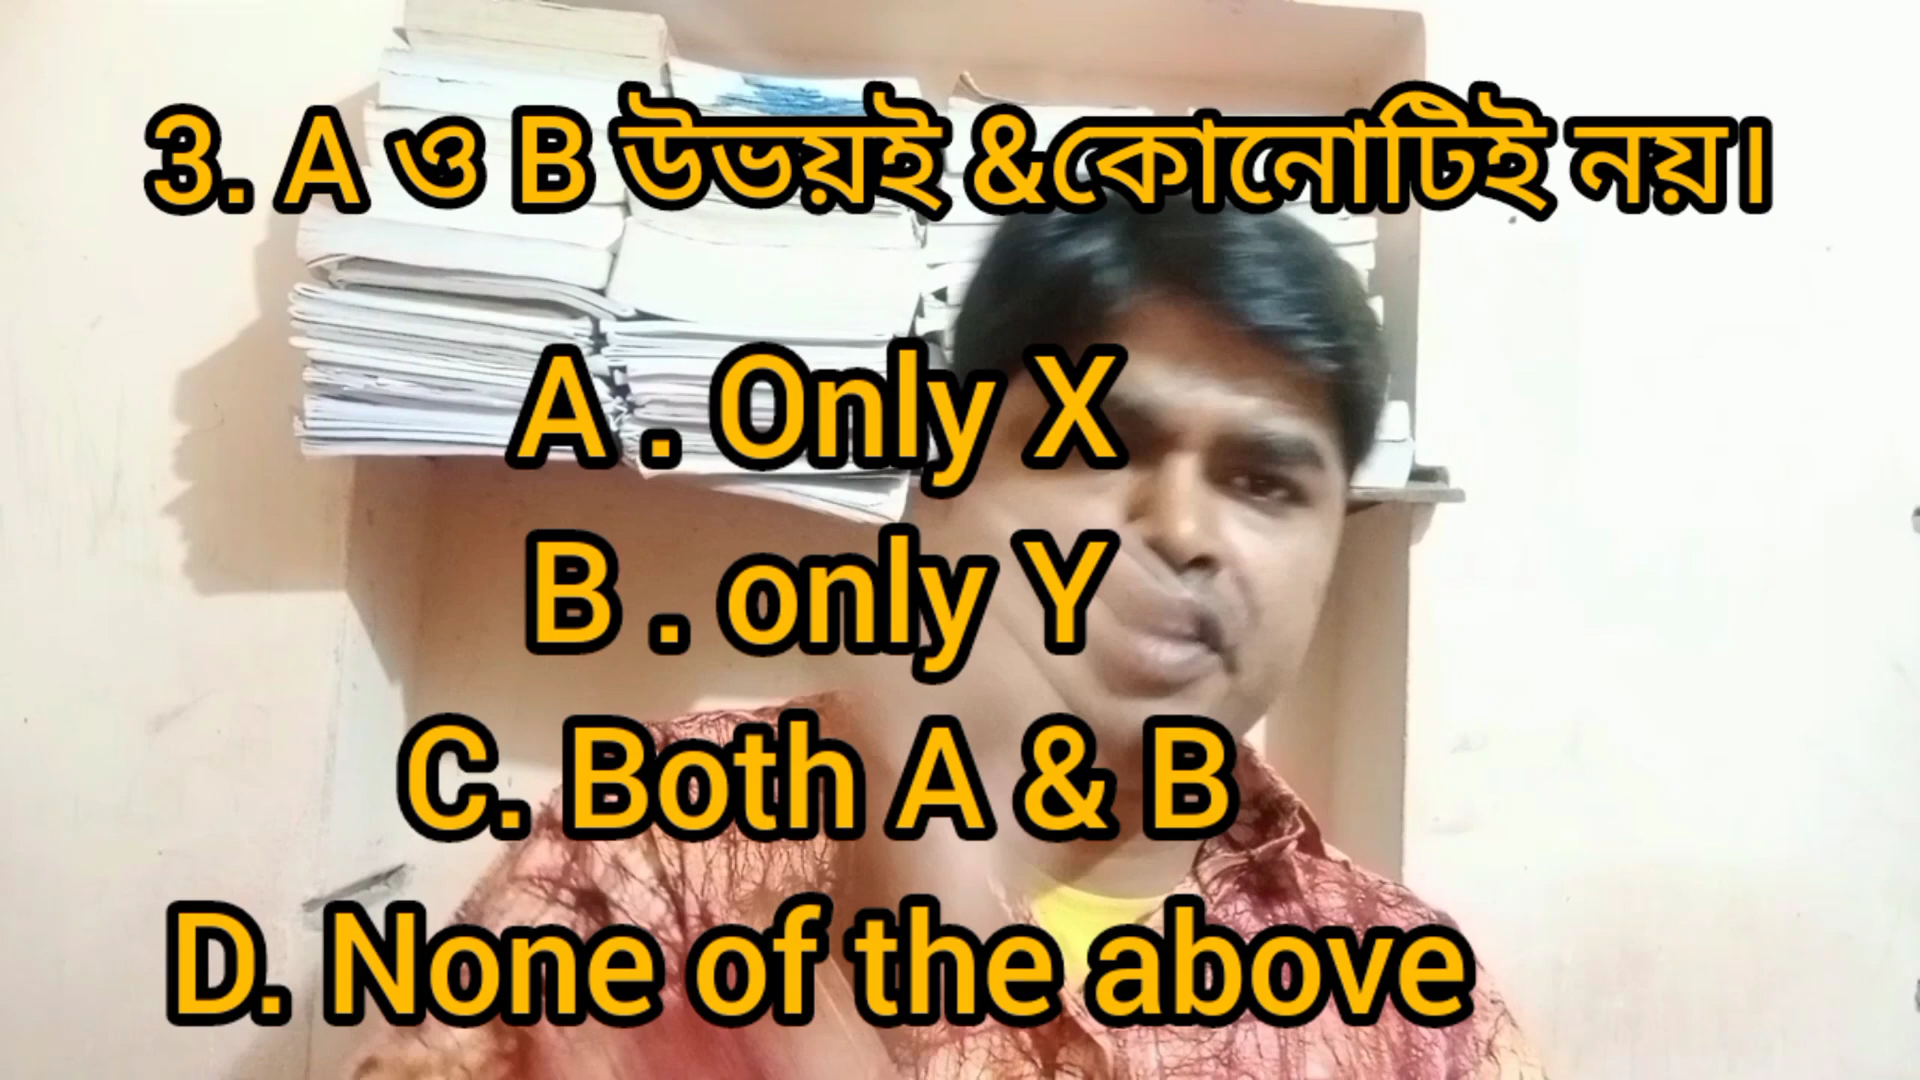 3. A ও B উভয়ই &কোনোটিই নয়।
A . Only X
B . only Y
C. Both A & B
D. None of the above